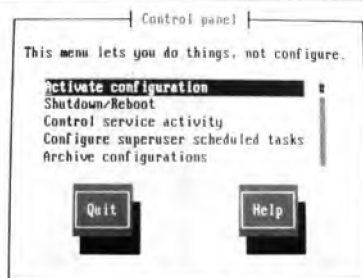 Control panel
This menu lets you do things, not configure.
Activate configuration
Shutdown/Reboot
Control service activity
Configure superuser scheduled tasks
Archive configurations
Quit
Help